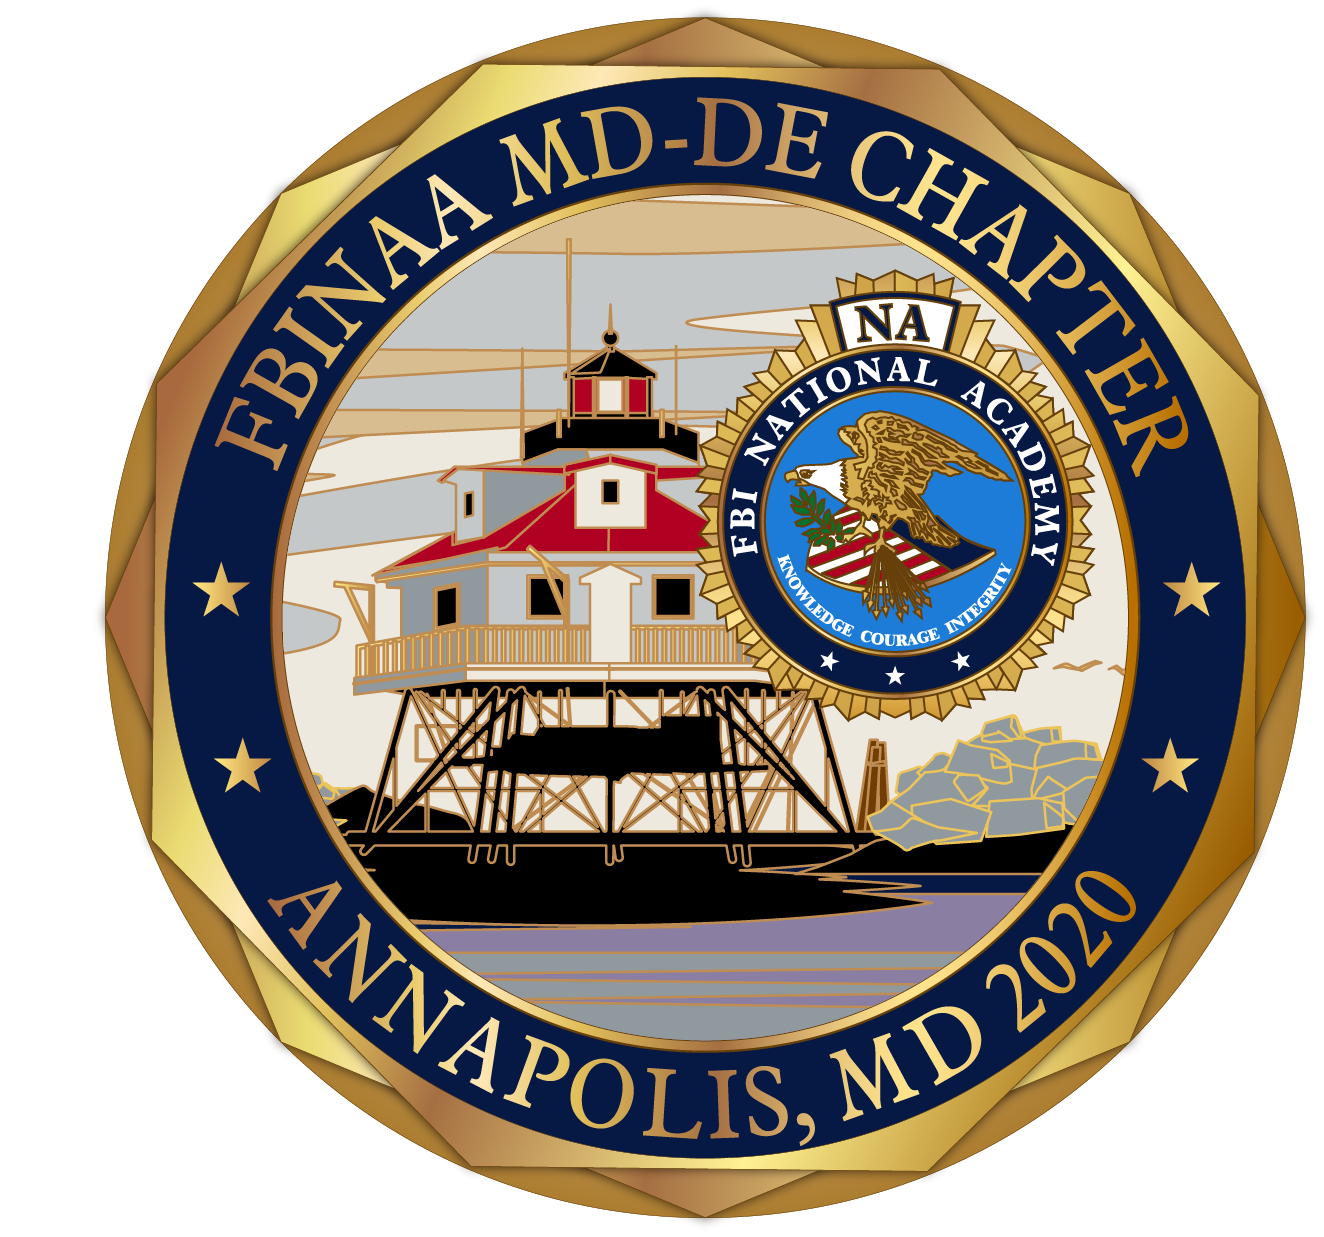 FBINAA MD-DE CHAPTER
NA
FBI NATIONAL ACADEMY
KNOWLEDGE COURAGE INTEGRITY
ANNAPOLIS, MD 2020